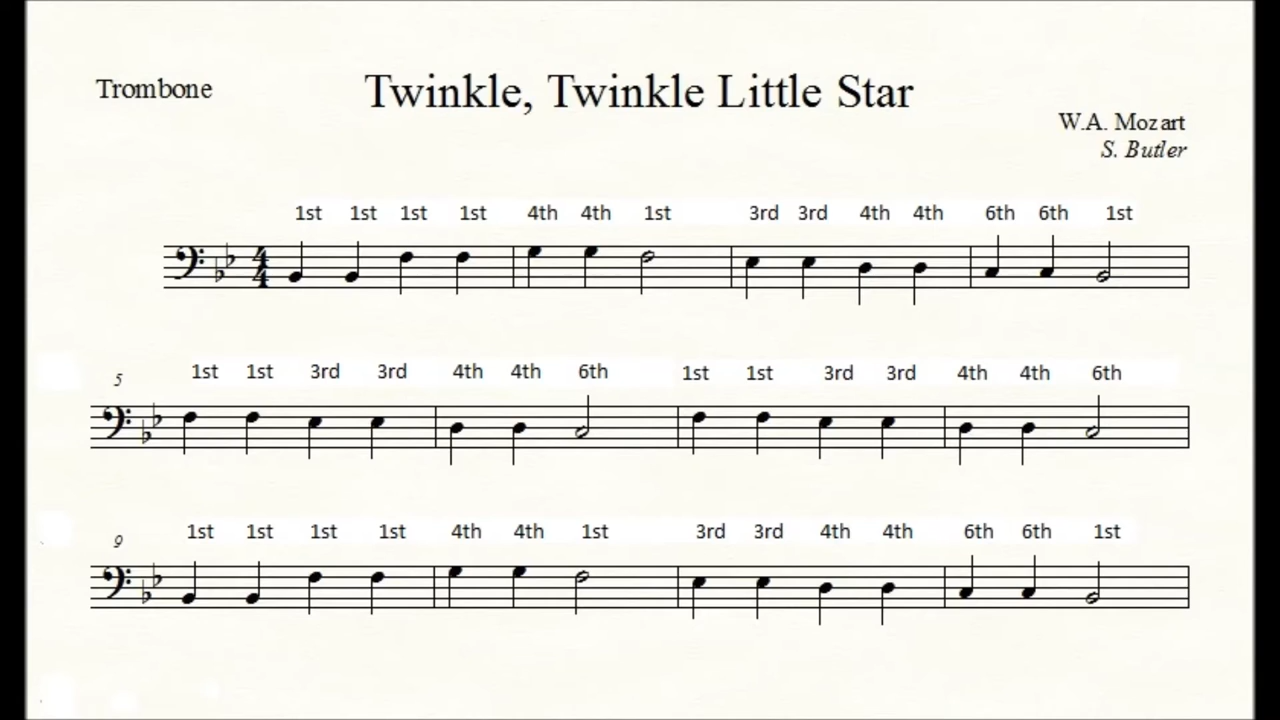 Trombone
Twinkle, Twinkle Little Star
W.A. Mozart
S. Butler
1st 1st 1st 1st 4th 4th 1st 3rd 3rd 4th 4th 6th 6th 1st
4
4
5
1st 1st 3rd 3rd 4th 4th 6th 1st 1st 3rd 3rd 4th 4th 6th
9
1st 1st 1st 1st 4th 4th 1st 3rd 3rd 4th 4th 6th 6th 1st